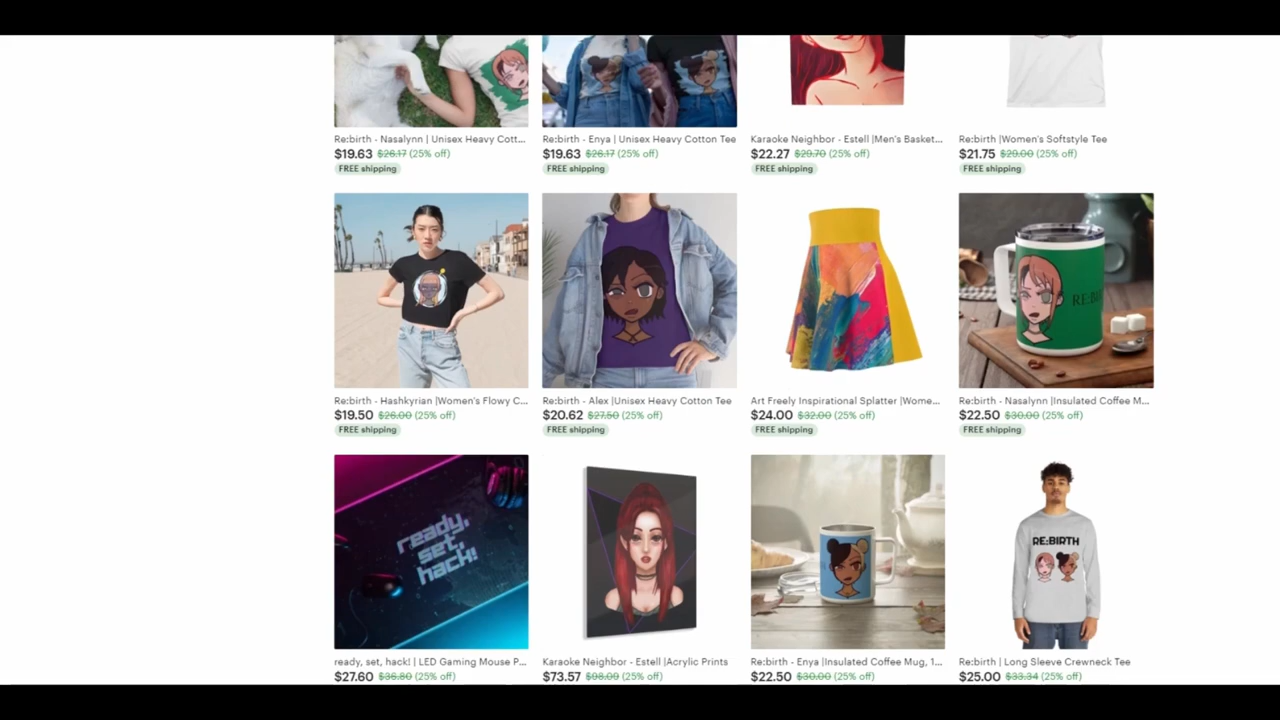 Re:birth - Nasalynn | Unisex Heavy Cott...
$19.63 $26.17 (25% off)
FREE shipping
Re:birth - Enya | Unisex Heavy Cotton Tee
$19.63 $26.17 (25% off)
FREE shipping
Karaoke Neighbor - Estell |Men's Basket...
$22.27 $29.70 (25% off)
FREE shipping
Re:birth |Women's Softstyle Tee
$21.75 $29.00 (25% off)
FREE shipping
RE:BI
Re:birth - Hashkyrian |Women's Flowy C...
$19.50 $26.00 (25% off)
FREE shipping
Re:birth - Alex |Unisex Heavy Cotton Tee
$20.62 $27.50 (25% off)
FREE shipping
Art Freely Inspirational Splatter |Wome...
$24.00 $32.00 (25% off)
FREE shipping
Re:birth - Nasalynn |Insulated Coffee M...
$22.50 $30.00 (25% off)
FREE shipping
ready,
set,
hack!
RE:BIRTH
ready, set, hack! | LED Gaming Mouse P...
$27.60 $36.80 (25% off)
Karaoke Neighbor - Estell |Acrylic Prints
$73.57 $98.09 (25% off)
Re:birth - Enya |Insulated Coffee Mug, 1...
$22.50 $30.00 (25% off)
Re:birth | Long Sleeve Crewneck Tee
$25.00 $33.34 (25% off)